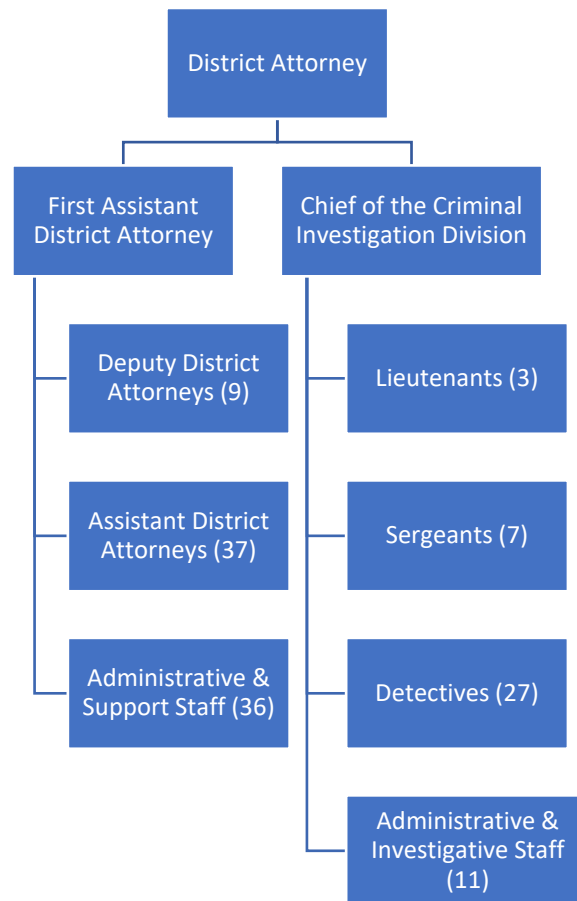 District Attorney
First Assistant
District Attorney
Chief of the Criminal
Investigation Division
Deputy District
Attorneys (9)
Assistant District
Attorneys (37)
Administrative &
Support Staff (36)
Lieutenants (3)
Sergeants (7)
Detectives (27)
Administrative &
Investigative Staff
(11)